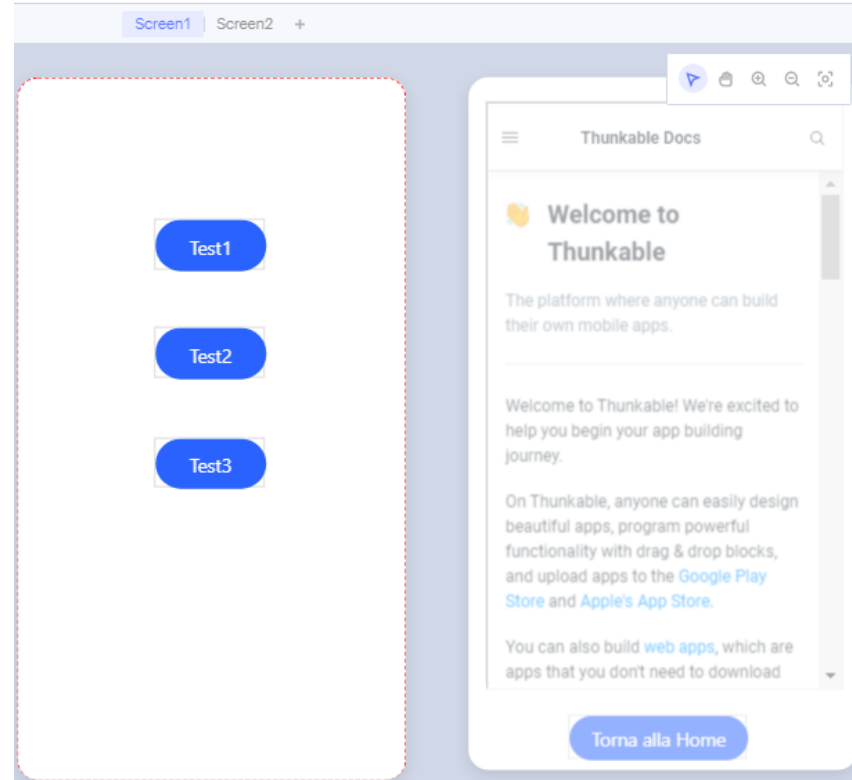 Screen1 Screen2 +
Test1
Test2
Test3
Thunkable Docs
Welcome to
Thunkable
The platform where anyone can build
their own mobile apps.
Welcome to Thunkable! We're excited to
help you begin your app building
journey.
On Thunkable, anyone can easily design
beautiful apps, program powerful
functionality with drag & drop blocks,
and upload apps to the Google Play
Store and Apple's App Store.
You can also build web apps, which are
apps that you don't need to download
Torna alla Home